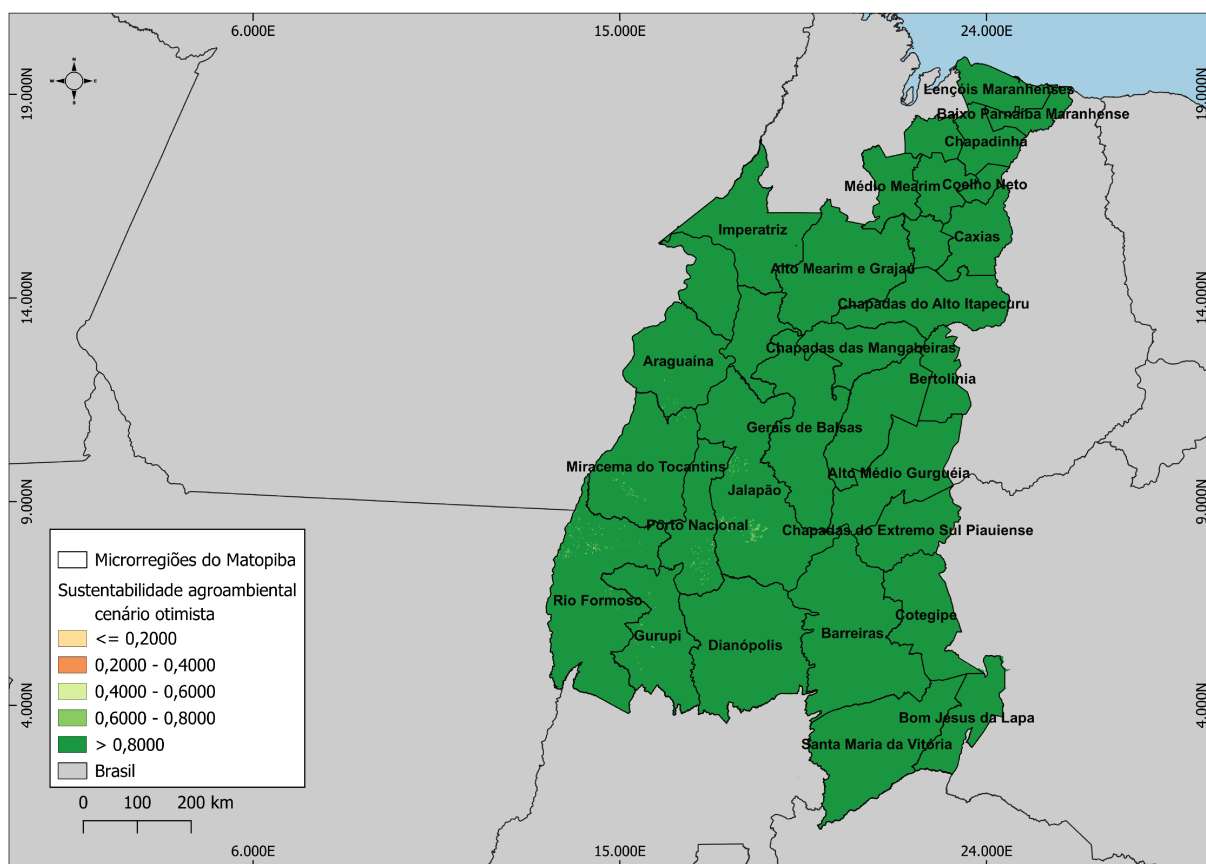 6.000E
15.000E
24.000E
N
W
E
S
19.000N
19.000N
Lençóis Maranhenses
Baixo Parnaíba Maranhense
Chapadinha
Médio Mearim
Coelho Neto
Imperatriz
Caxias
Alto Mearim e Grajaú
14.000N
14.000N
Chapadas do Alto Itapecuru
Chapadas das Mangabeiras
Araguaína
Bertolínia
Gerais de Balsas
Miracema do Tocantins
Alto Médio Gurguéia
Jalapão
9.000N
9.000N
Porto Nacional
Chapadas do Extremo Sul Piauiense
Rio Formoso
Cotegipe
Gurupi
Dianópolis
Barreiras
4.000N
4.000N
Bom Jesus da Lapa
Santa Maria da Vitória
Microrregiões do Matopiba
Sustentabilidade agroambiental
cenário otimista
<= 0,2000
0,2000 - 0,4000
0,4000 - 0,6000
0,6000 - 0,8000
> 0,8000
Brasil
0 100 200 km
6.000E
15.000E
24.000E